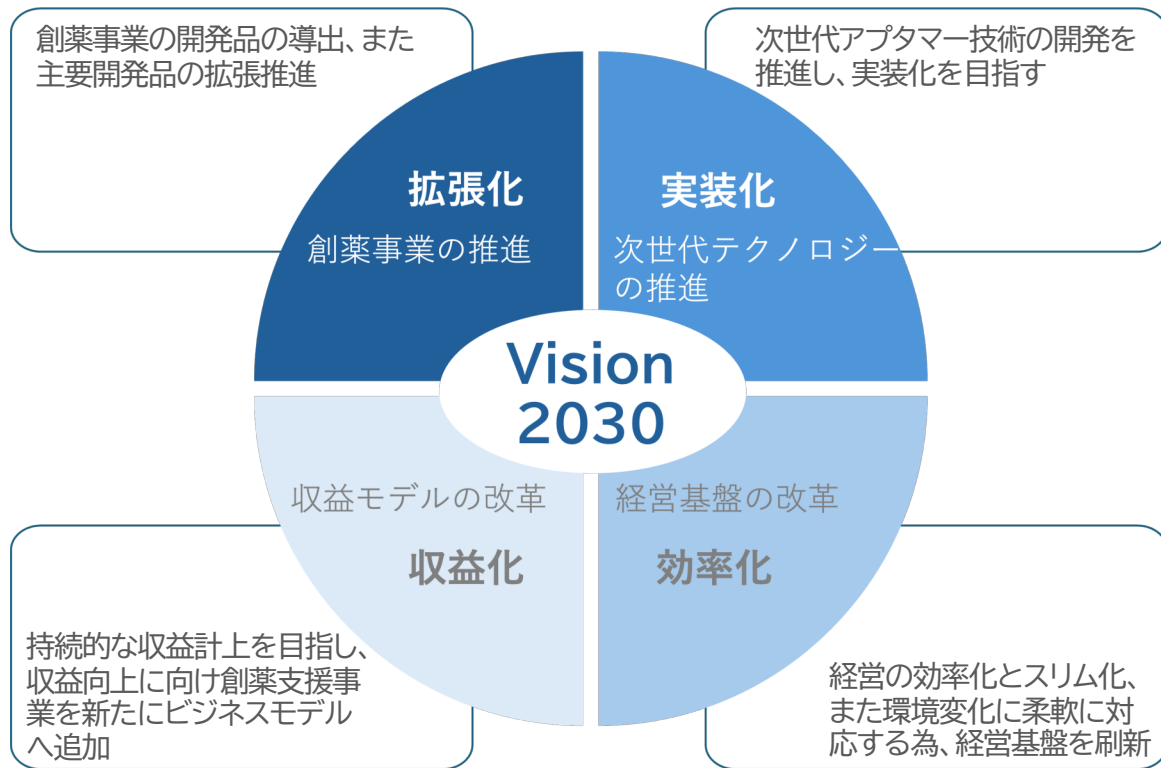 創薬事業の開発品の導出、また
主要開発品の拡張推進
次世代アプタマー技術の開発を
推進し、実装化を目指す
拡張化
創薬事業の推進
実装化
次世代テクノロジー
の推進
Vision
2030
収益モデルの改革
収益化
経営基盤の改革
効率化
持続的な収益計上を目指し、
収益向上に向け創薬支援事
業を新たにビジネスモデル
へ追加
経営の効率化とスリム化、
また環境変化に柔軟に対
応する為、経営基盤を刷新